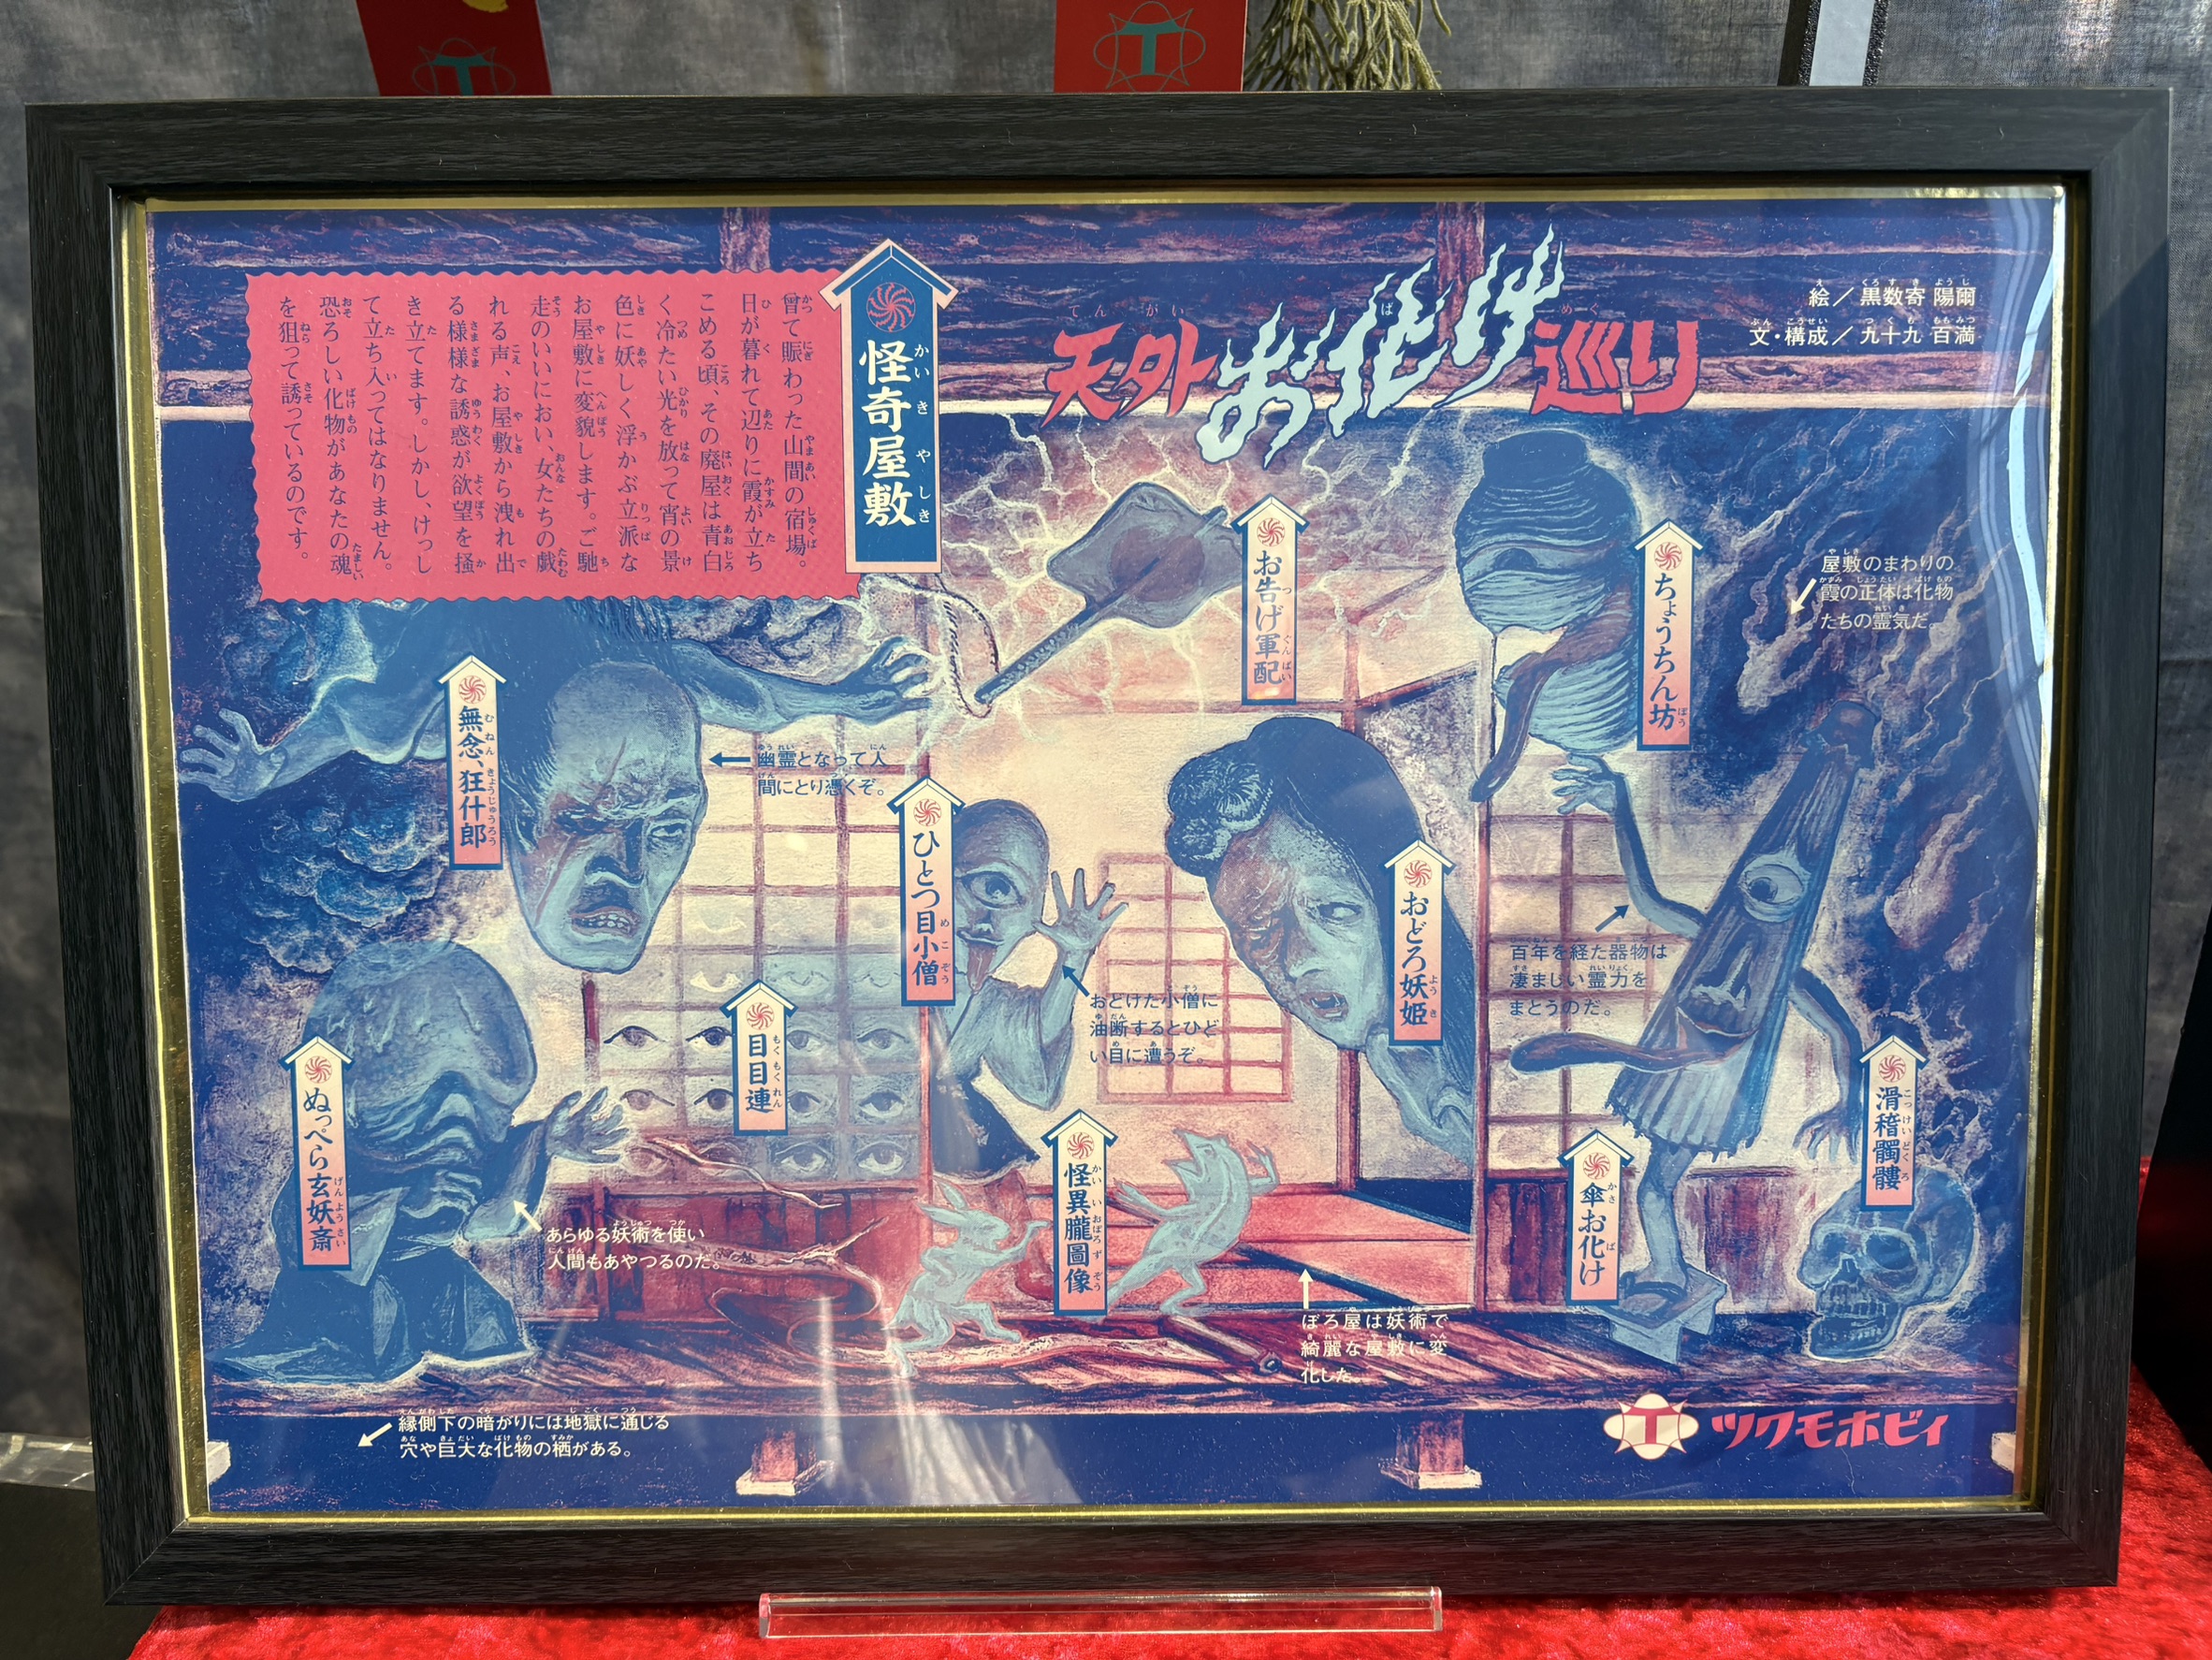 天外お化け巡り
絵／黒数寄 陽爾
文・構成／九十九 百満
怪奇屋敷
曾て賑わった山間の宿場。
日が暮れて辺りに霞が立ち
こめる頃、その廃屋は青白
く冷たい光を放って宵の景
色に妖しく浮かぶ立派な
お屋敷に変貌します。ご馳
走のいいにおい、女たちの戯
れる声、お屋敷から洩れ出
る様様な誘惑が欲望を掻
き立てます。しかし、けっし
て立ち入ってはなりません。
恐ろしい化物があなたの魂
を狙って誘っているのです。
お告げ軍配
ちょうちん坊
屋敷のまわりの
霞の正体は化物
たちの霊気だ。
無念、狂什郎
幽霊となって人
間にとり憑くぞ。
ひとつ目小僧
おどけた小僧に
油断するとひど
い目に遭うぞ。
おどろ妖姫
百年を経た器物は
凄まじい霊力を
まとうのだ。
目目連
ぬっぺら玄妖斎
あらゆる妖術を使い
人間もあやつるのだ。
怪異朧圖像
傘お化け
滑稽髑髏
ぼろ屋は妖術で
綺麗な屋敷に変
化した。
縁側下の暗がりには地獄に通じる
穴や巨大な化物の栖がある。
T ツクモホビイ